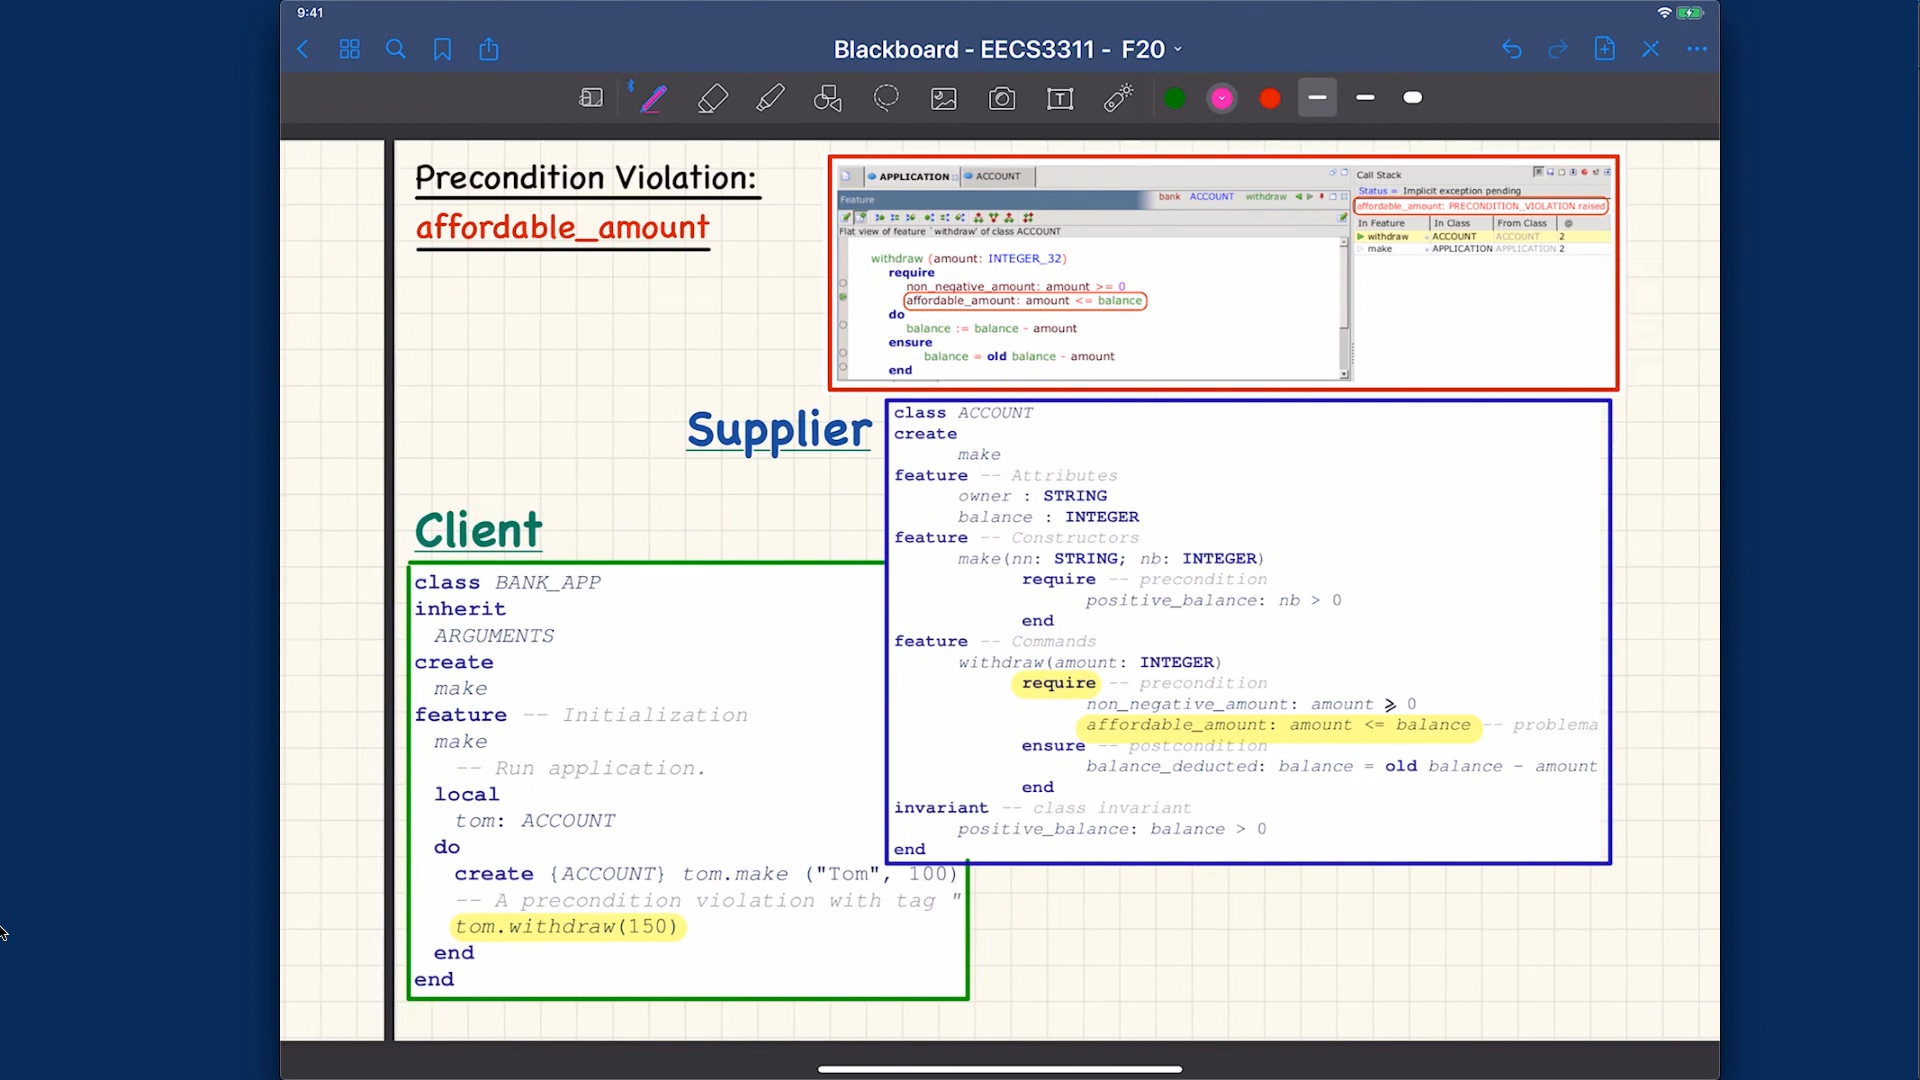 9:41
Blackboard - EECS3311 - F20
Precondition Violation:
affordable_amount
APPLICATION
ACCOUNT
Feature
bank ACCOUNT withdraw
Flat view of feature `withdraw' of class ACCOUNT
withdraw (amount: INTEGER_32)
require
non_negative_amount: amount >= 0
affordable_amount: amount <= balance
do
balance := balance - amount
ensure
balance = old balance - amount
end
Call Stack
Status = Implicit exception pending
affordable_amount: PRECONDITION_VIOLATION raised
In Feature In Class From Class @
withdraw ACCOUNT ACCOUNT 2
make APPLICATION APPLICATION 2
Supplier
class ACCOUNT
create
make
feature -- Attributes
owner : STRING
balance : INTEGER
feature -- Constructors
make(nn: STRING; nb: INTEGER)
require -- precondition
positive_balance: nb > 0
end
feature -- Commands
withdraw(amount: INTEGER)
require -- precondition
non_negative_amount: amount ≥ 0
affordable_amount: amount <= balance -- problema
ensure -- postcondition
balance_deducted: balance = old balance - amount
end
invariant -- class invariant
positive_balance: balance > 0
end
Client
class BANK_APP
inherit
ARGUMENTS
create
make
feature -- Initialization
make
-- Run application.
local
tom: ACCOUNT
do
create {ACCOUNT} tom.make ("Tom", 100)
-- A precondition violation with tag "
tom.withdraw(150)
end
end